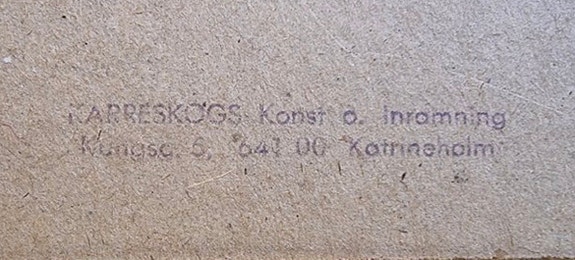 KARRESKOGS Konst o. Inramning
Kungsg. 5, 641 00 Katrineholm